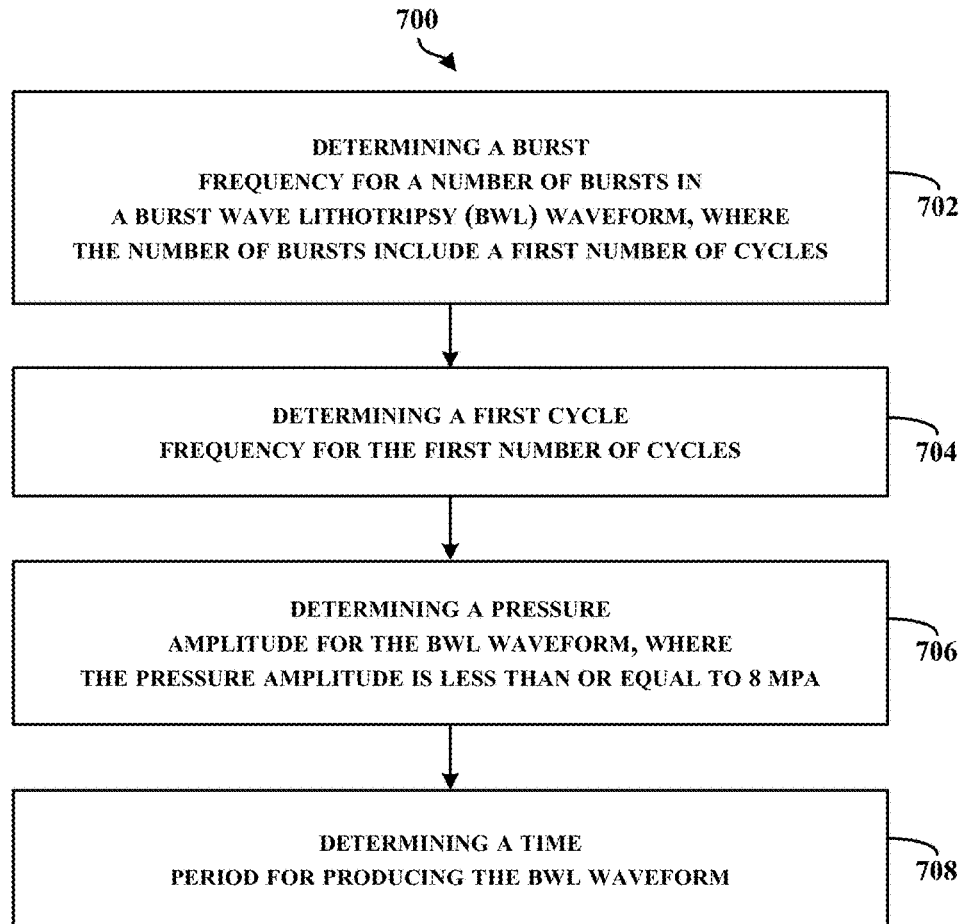 700
DETERMINING A BURST
FREQUENCY FOR A NUMBER OF BURSTS IN
A BURST WAVE LITHOTRIPSY (BWL) WAVEFORM, WHERE
THE NUMBER OF BURSTS INCLUDE A FIRST NUMBER OF CYCLES
702
DETERMINING A FIRST CYCLE
FREQUENCY FOR THE FIRST NUMBER OF CYCLES
704
DETERMINING A PRESSURE
AMPLITUDE FOR THE BWL WAVEFORM, WHERE
THE PRESSURE AMPLITUDE IS LESS THAN OR EQUAL TO 8 MPA
706
DETERMINING A TIME
PERIOD FOR PRODUCING THE BWL WAVEFORM
708